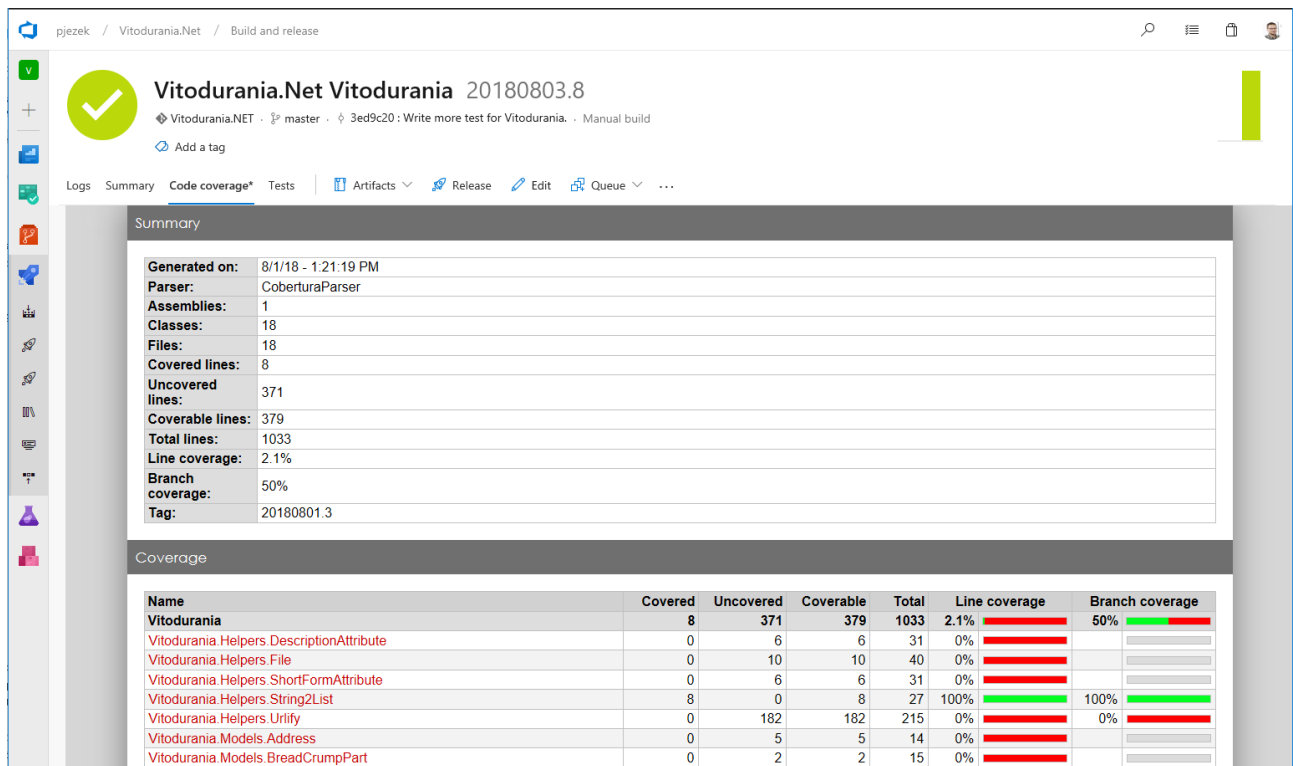 pjezek / Vitodurania.Net / Build and release
V
Vitodurania.Net Vitodurania 20180803.8
Vitodurania.NET · master · 3ed9c20 : Write more test for Vitodurania. · Manual build
Add a tag
Logs Summary Code coverage* Tests Artifacts Release Edit Queue ...
Summary
Generated on: 8/1/18 - 1:21:19 PM
Parser: CoberturaParser
Assemblies: 1
Classes: 18
Files: 18
Covered lines: 8
Uncovered lines: 371
Coverable lines: 379
Total lines: 1033
Line coverage: 2.1%
Branch coverage: 50%
Tag: 20180801.3
Coverage
Name Covered Uncovered Coverable Total Line coverage Branch coverage
Vitodurania 8 371 379 1033 2.1% 50%
Vitodurania.Helpers.DescriptionAttribute 0 6 6 31 0%
Vitodurania.Helpers.File 0 10 10 40 0%
Vitodurania.Helpers.ShortFormAttribute 0 6 6 31 0%
Vitodurania.Helpers.String2List 8 0 8 27 100% 100%
Vitodurania.Helpers.Urlify 0 182 182 215 0% 0%
Vitodurania.Models.Address 0 5 5 14 0%
Vitodurania.Models.BreadCrumpPart 0 2 2 15 0%